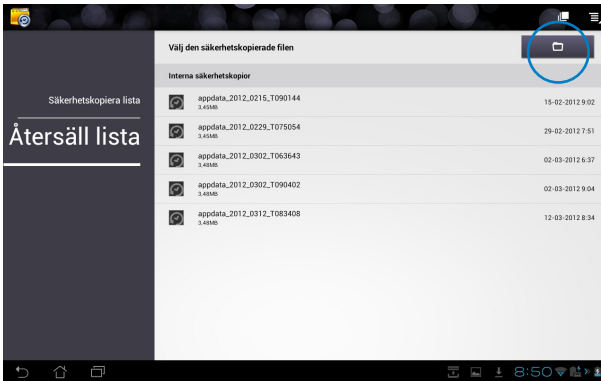 Välj den säkerhetskopierade filen
Interna säkerhetskopior
Säkerhetskopiera lista
Återsäll lista
appdata_2012_0215_T090144
3,45MB
15-02-2012 9:02
appdata_2012_0229_T075054
3,45MB
29-02-2012 7:51
appdata_2012_0302_T063643
3,48MB
02-03-2012 6:37
appdata_2012_0302_T090402
3,48MB
02-03-2012 9:04
appdata_2012_0312_T083408
3,48MB
12-03-2012 8:34
8:50